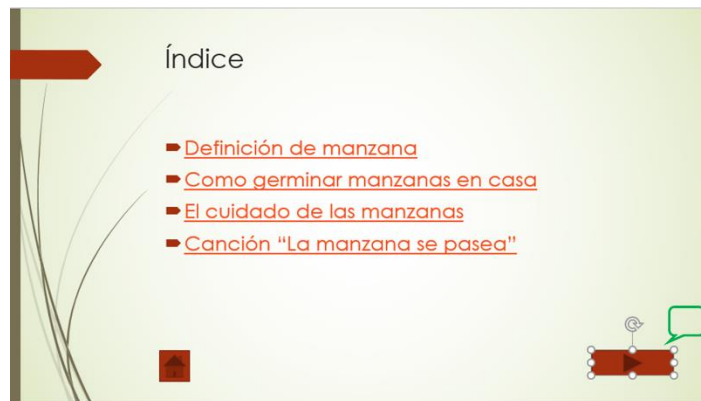 Índice
Definición de manzana
Como germinar manzanas en casa
El cuidado de las manzanas
Canción “La manzana se pasea”